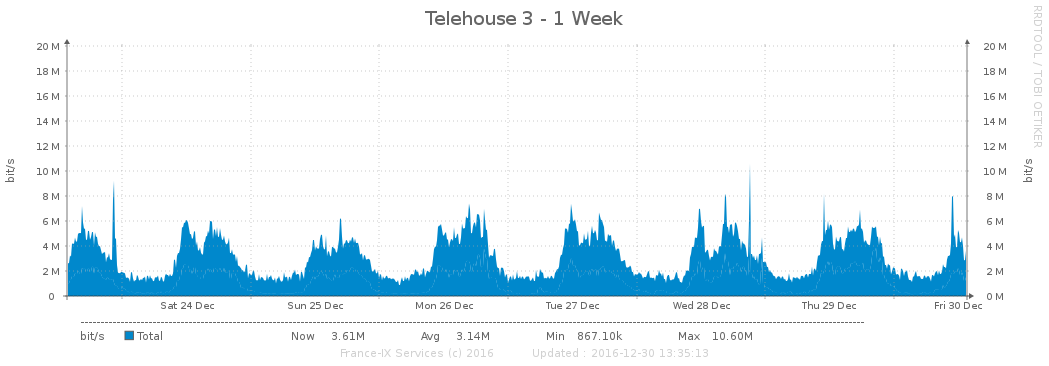 Telehouse 3 - 1 Week
RRDTOOL / TOBI OETIKER
bit/s
bit/s
20 M 20 M
18 M 18 M
16 M 16 M
14 M 14 M
12 M 12 M
10 M 10 M
8 M 8 M
6 M 6 M
4 M 4 M
2 M 2 M
0 0 M
Sat 24 Dec Sun 25 Dec Mon 26 Dec Tue 27 Dec Wed 28 Dec Thu 29 Dec Fri 30 Dec
bit/s Total Now 3.61M Avg 3.14M Min 867.10k Max 10.60M
France-IX Services (c) 2016 Updated : 2016-12-30 13:35:13